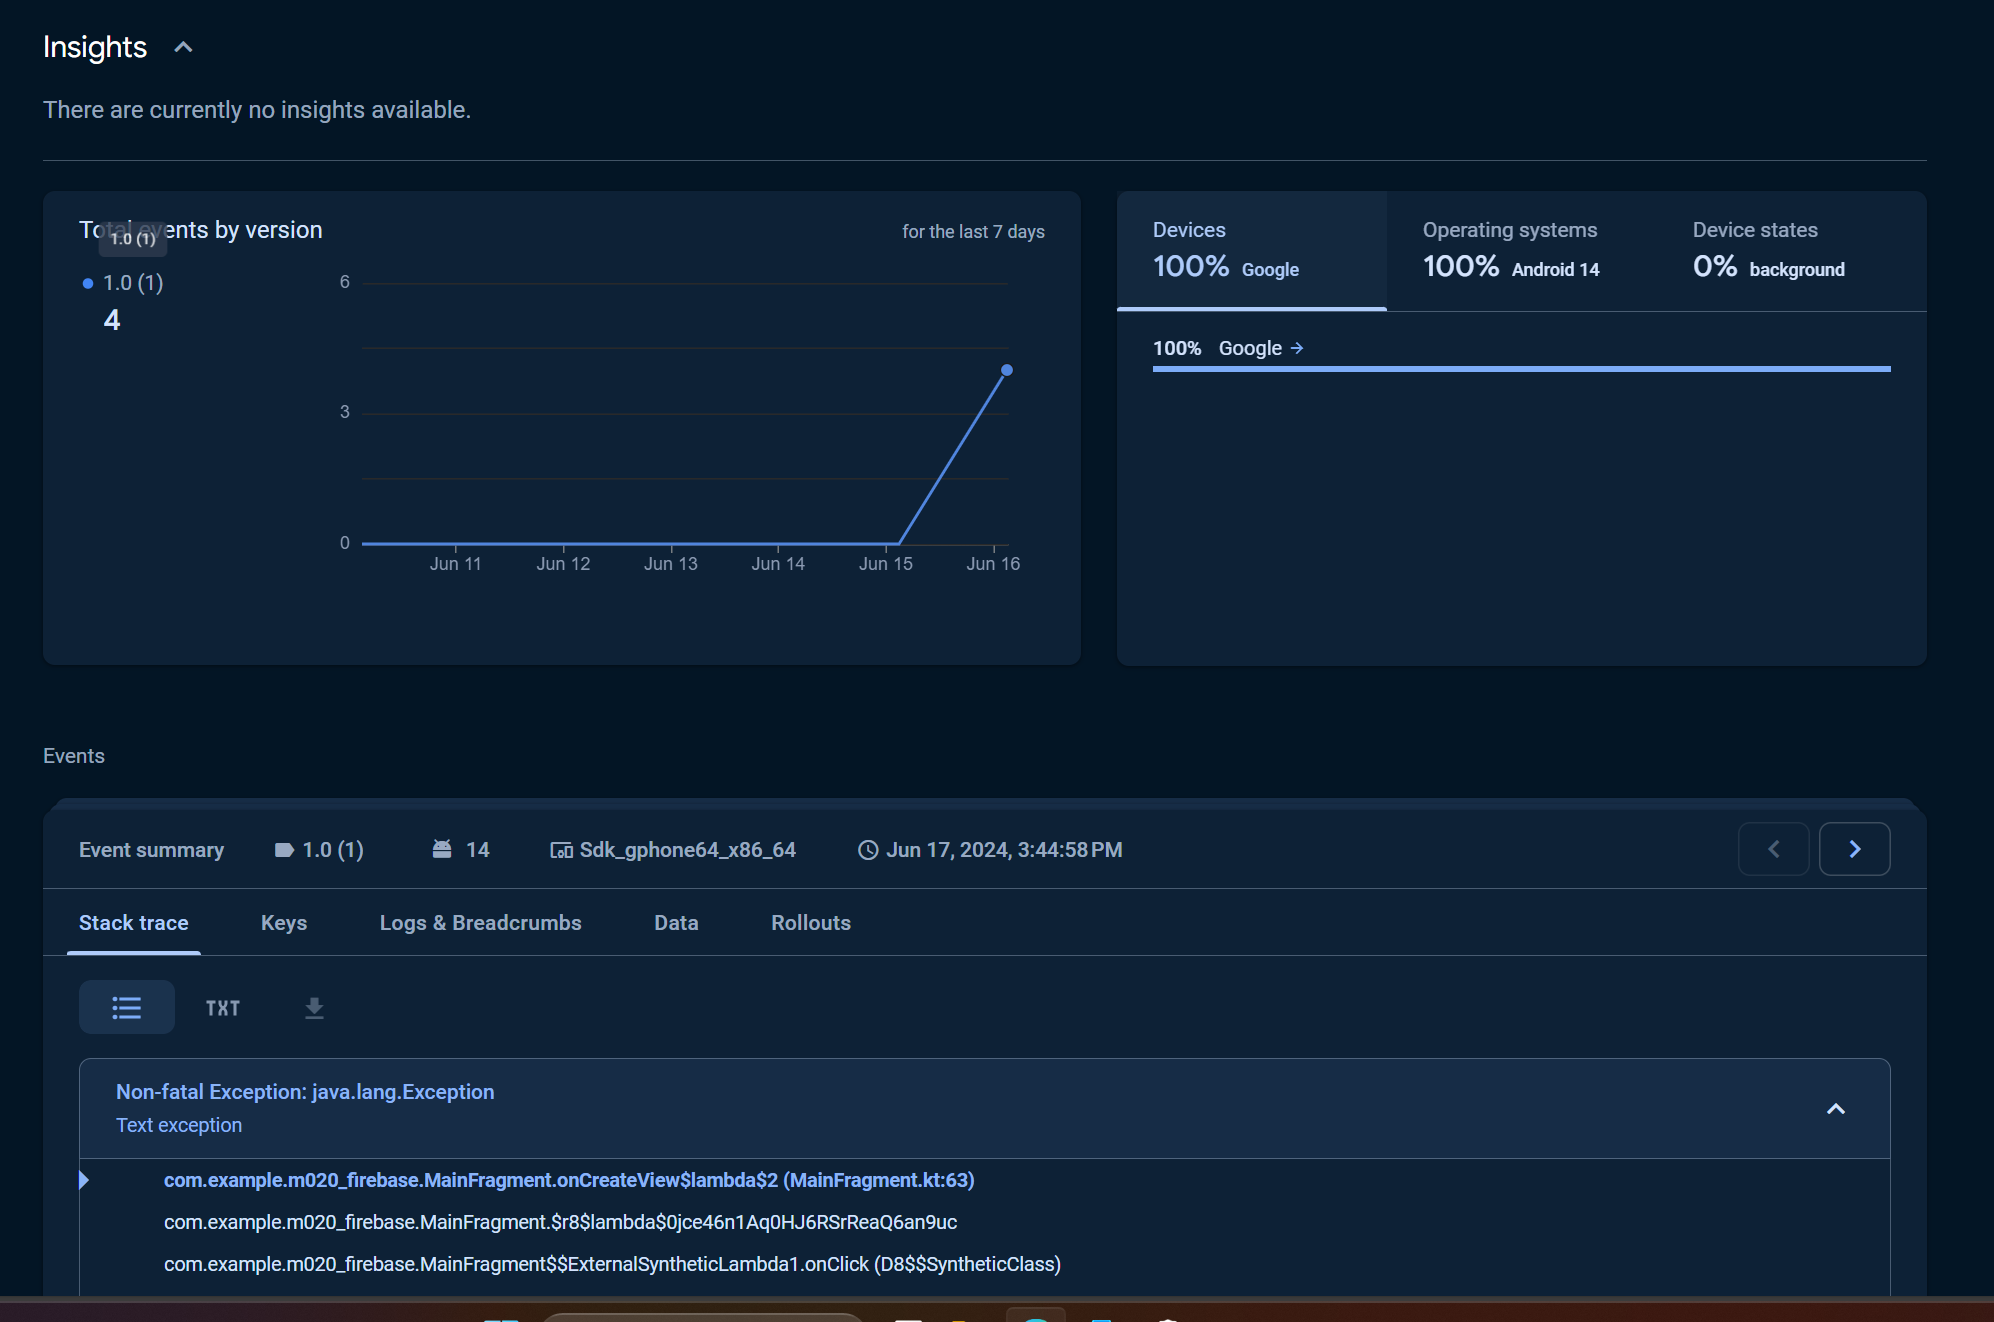 Insights
There are currently no insights available.
Total events by version
for the last 7 days
1.0 (1)
1.0 (1)
4
6
3
0
Jun 11 Jun 12 Jun 13 Jun 14 Jun 15 Jun 16
Devices
100% Google
Operating systems
100% Android 14
Device states
0% background
100% Google
Events
Event summary 1.0 (1) 14 Sdk_gphone64_x86_64 Jun 17, 2024, 3:44:58 PM
Stack trace Keys Logs & Breadcrumbs Data Rollouts
TXT
Non-fatal Exception: java.lang.Exception
Text exception
com.example.m020_firebase.MainFragment.onCreateView$lambda$2 (MainFragment.kt:63)
com.example.m020_firebase.MainFragment.$r8$lambda$0jce46n1Aq0HJ6RSrReaQ6an9uc
com.example.m020_firebase.MainFragment$$ExternalSyntheticLambda1.onClick (D8$$SyntheticClass)